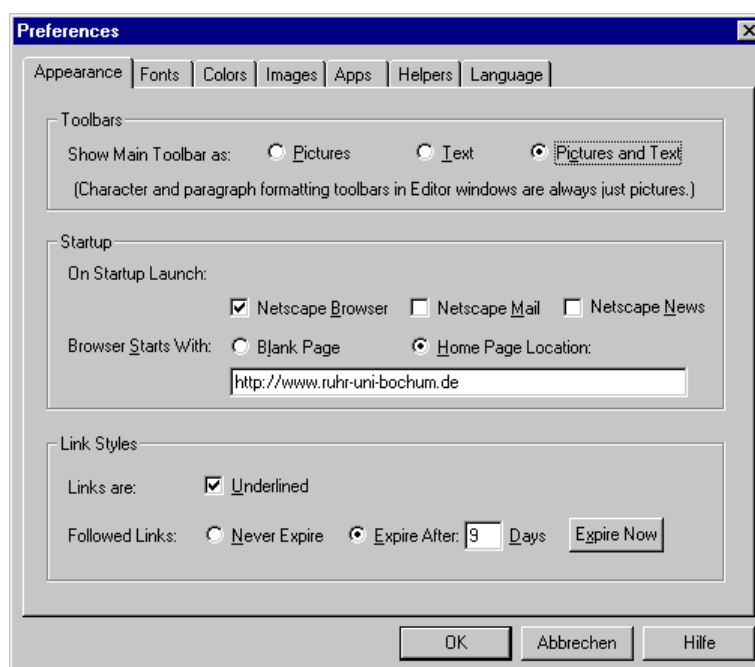 Preferences
Appearance Fonts Colors Images Apps Helpers Language
Toolbars
Show Main Toolbar as: Pictures Text Pictures and Text
(Character and paragraph formatting toolbars in Editor windows are always just pictures.)
Startup
On Startup Launch:
Netscape Browser Netscape Mail Netscape News
Browser Starts With: Blank Page Home Page Location:
http://www.ruhr-uni-bochum.de
Link Styles
Links are: Underlined
Followed Links: Never Expire Expire After: 9 Days Expire Now
OK Abbrechen Hilfe